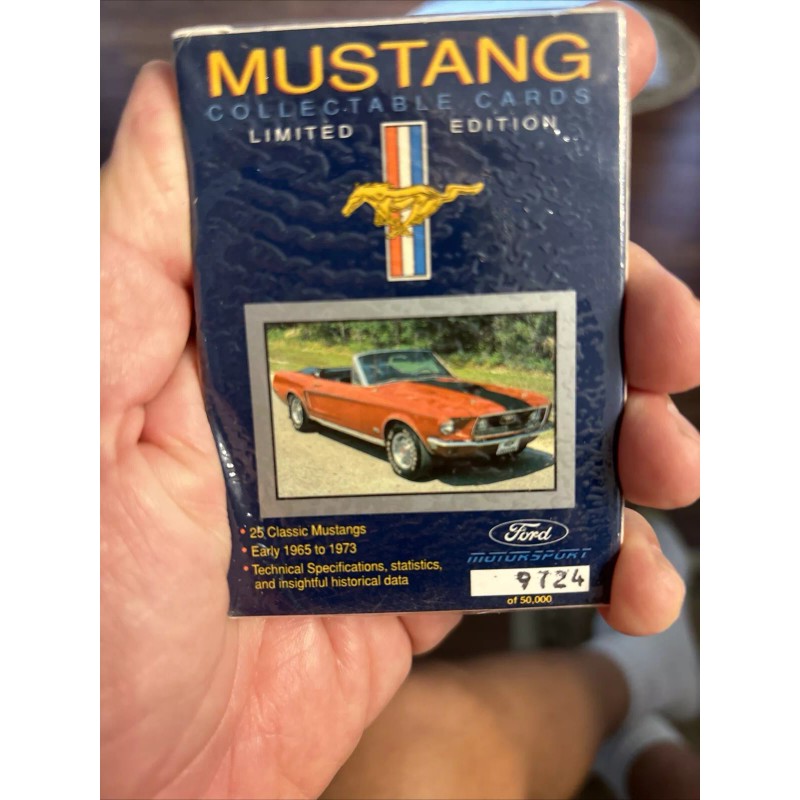 MUSTANG
COLLECTABLE CARDS
LIMITED EDITION
• 25 Classic Mustangs
• Early 1965 to 1973
• Technical Specifications, statistics,
and insightful historical data
Ford
MOTORSPORT
9724
of 50,000